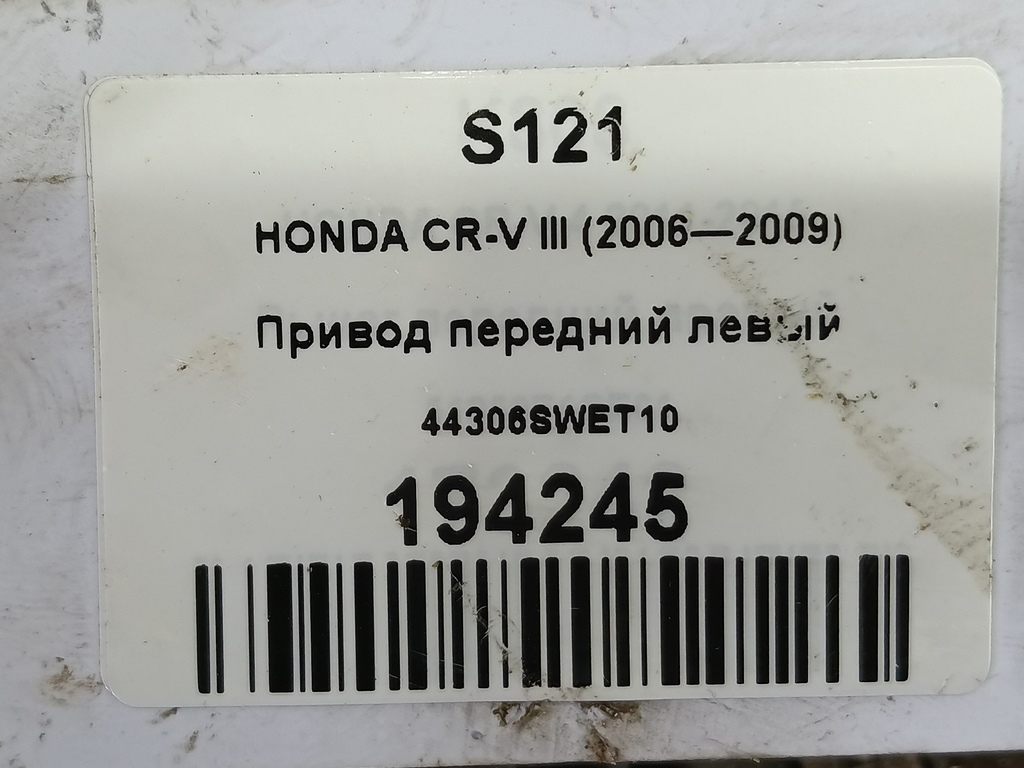 S121
HONDA CR-V III (2006—2009)
Привод передний левый
44306SWET10
194245